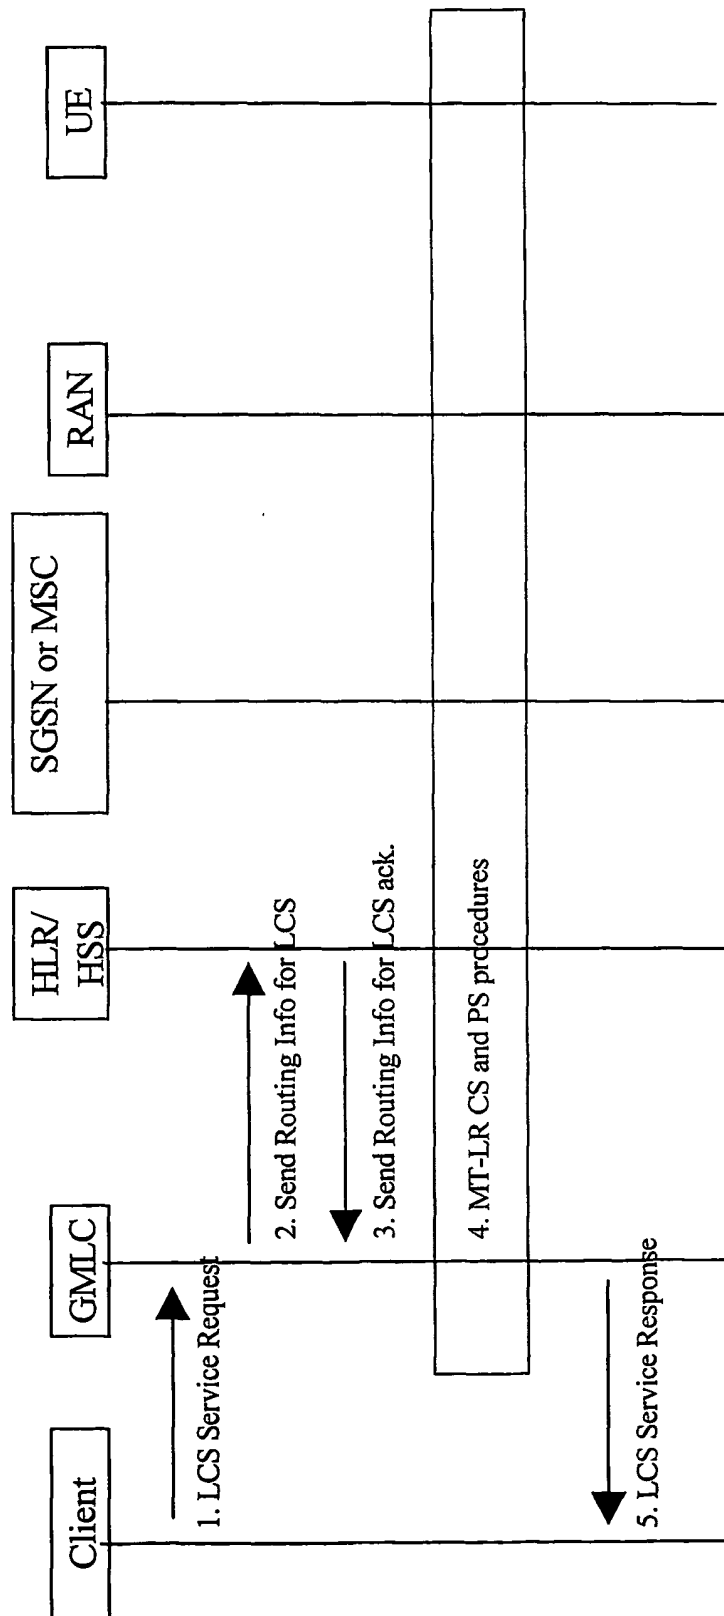 Client
GMLC
HLR/
HSS
SGSN or MSC
RAN
UE
1. LCS Service Request
2. Send Routing Info for LCS
3. Send Routing Info for LCS ack.
4. MT-LR CS and PS procedures
5. LCS Service Response